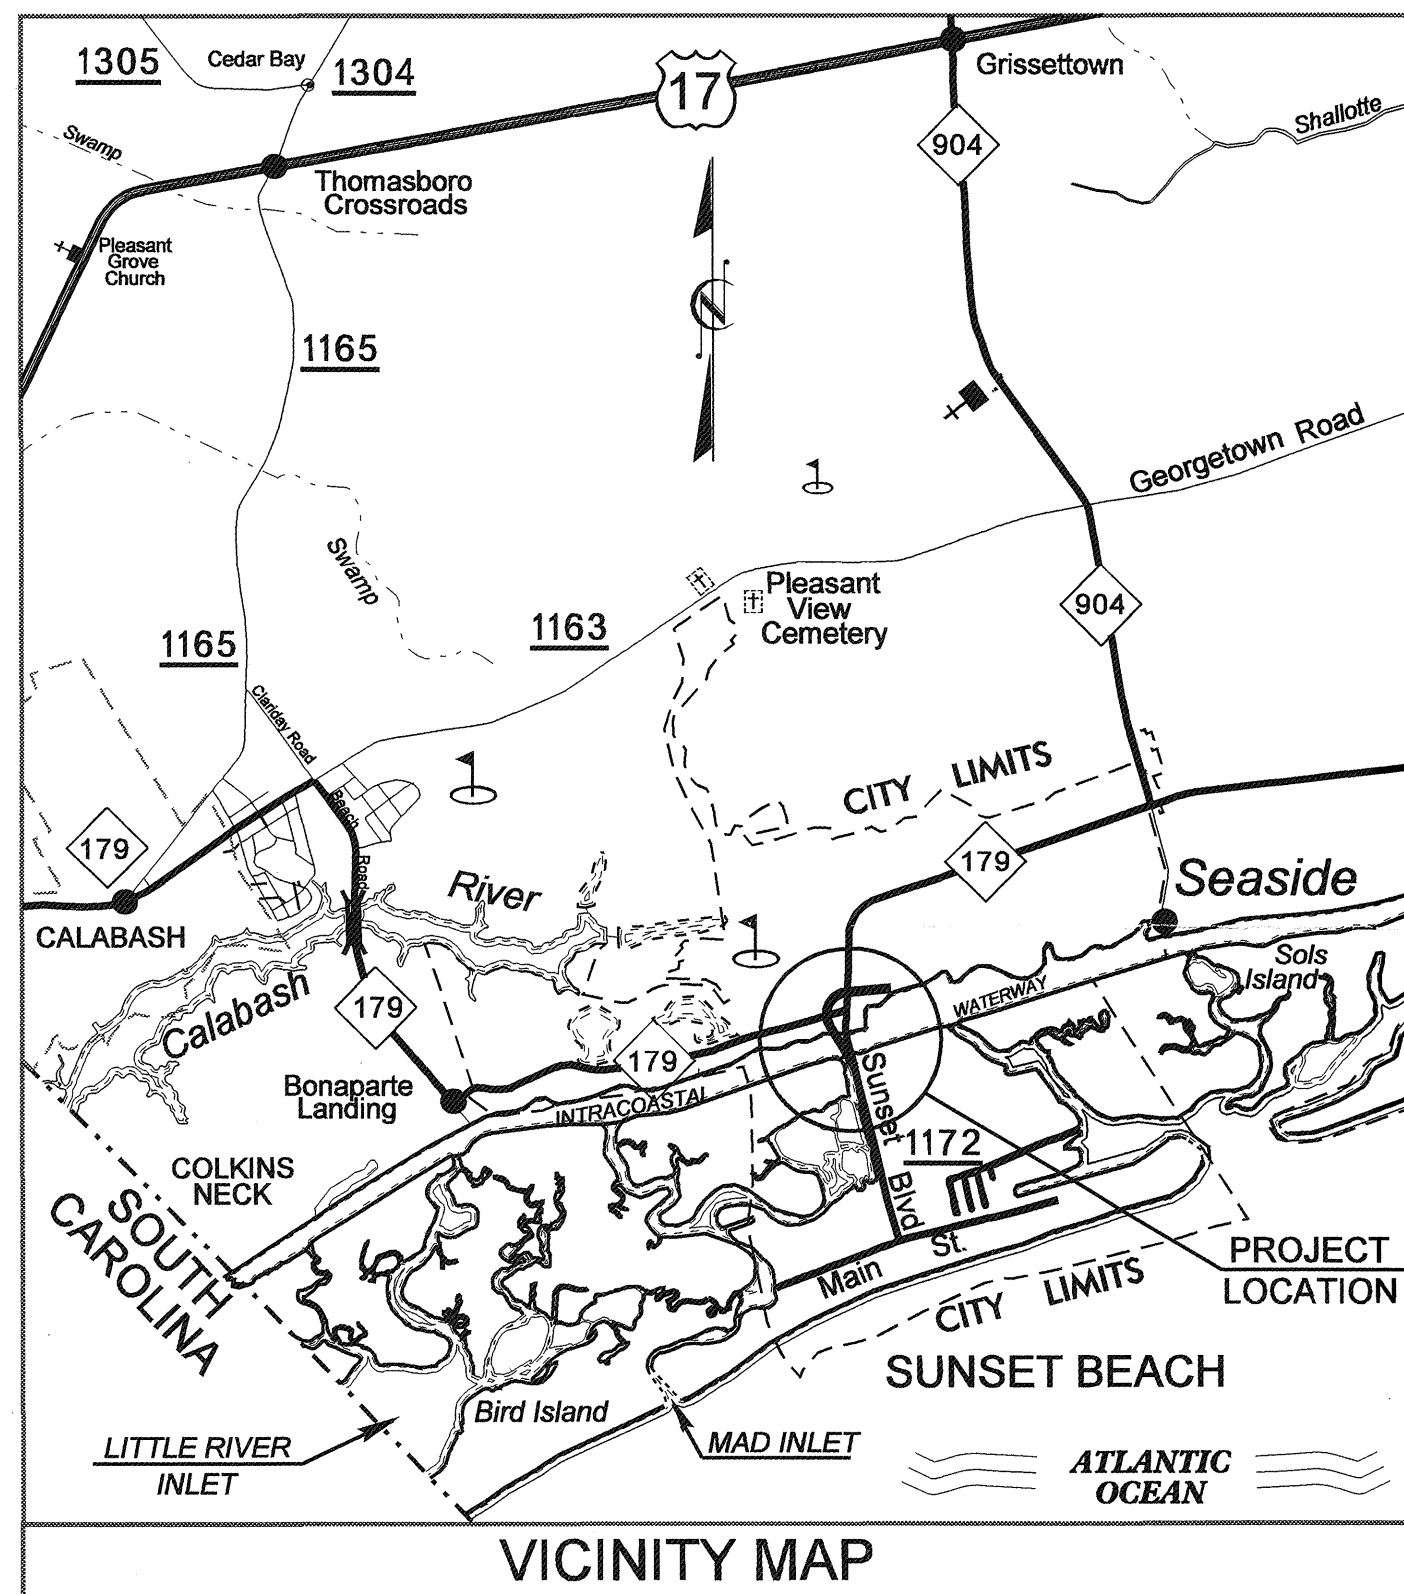 1305
Cedar Bay
1304
17
Grissettown
904
Shallotte
Swamp
Thomasboro
Crossroads
Pleasant
Grove
Church
N
1165
Georgetown Road
Swamp
Pleasant
View
Cemetery
904
1163
1165
Clariday Road
CITY LIMITS
Beach
Road
179
179
River
Seaside
CALABASH
Sols
Island
Calabash
179
WATERWAY
179
Bonaparte
Landing
INTRACOASTAL
Sunset
Blvd
1172
COLKINS
NECK
SOUTH
CAROLINA
Main St.
PROJECT
LOCATION
CITY LIMITS
SUNSET BEACH
Bird Island
LITTLE RIVER
INLET
MAD INLET
ATLANTIC
OCEAN
VICINITY MAP